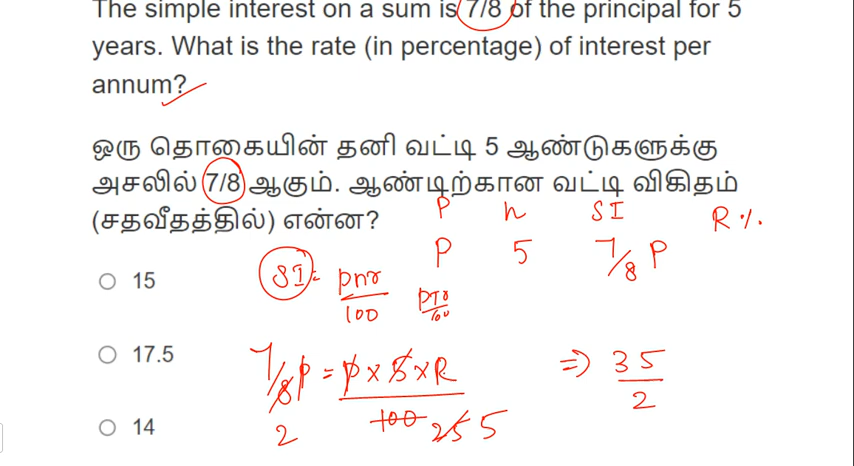 The simple interest on a sum is 7/8 of the principal for 5
years. What is the rate (in percentage) of interest per
annum?
ஒரு தொகையின் தனி வட்டி 5 ஆண்டுகளுக்கு
அசலில் 7/8 ஆகும். ஆண்டிற்கான வட்டி விகிதம்
(சதவீதத்தில்) என்ன?
P n SI R%
P 5 7/8 P
15
SI = pnr/100 PTR/100
17.5
7/8 P = P x 5 x R / 100 ⇒ 35/2
2 25 5
14